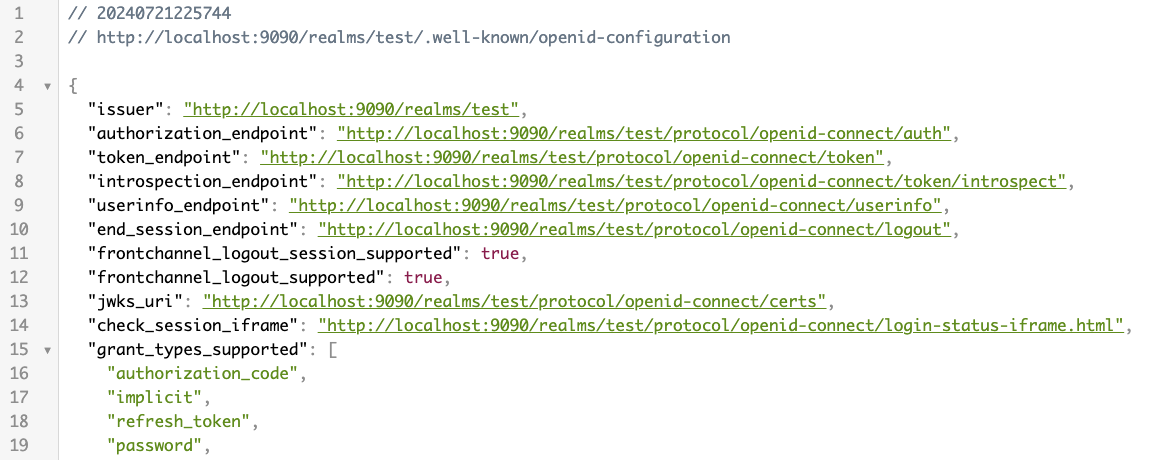 1 // 20240721225744
2 // http://localhost:9090/realms/test/.well-known/openid-configuration
3
4 {
5 "issuer": "http://localhost:9090/realms/test",
6 "authorization_endpoint": "http://localhost:9090/realms/test/protocol/openid-connect/auth",
7 "token_endpoint": "http://localhost:9090/realms/test/protocol/openid-connect/token",
8 "introspection_endpoint": "http://localhost:9090/realms/test/protocol/openid-connect/token/introspect",
9 "userinfo_endpoint": "http://localhost:9090/realms/test/protocol/openid-connect/userinfo",
10 "end_session_endpoint": "http://localhost:9090/realms/test/protocol/openid-connect/logout",
11 "frontchannel_logout_session_supported": true,
12 "frontchannel_logout_supported": true,
13 "jwks_uri": "http://localhost:9090/realms/test/protocol/openid-connect/certs",
14 "check_session_iframe": "http://localhost:9090/realms/test/protocol/openid-connect/login-status-iframe.html",
15 "grant_types_supported": [
16 "authorization_code",
17 "implicit",
18 "refresh_token",
19 "password",